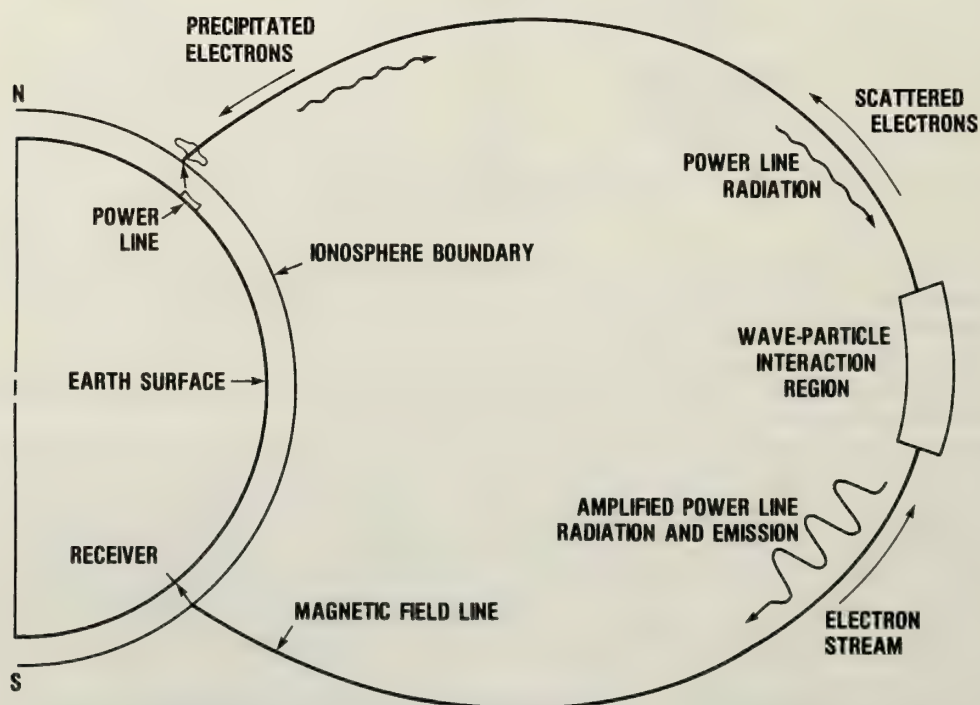 PRECIPITATED
ELECTRONS
N
SCATTERED
ELECTRONS
POWER LINE
RADIATION
POWER
LINE
IONOSPHERE BOUNDARY
WAVE-PARTICLE
INTERACTION
REGION
EARTH SURFACE
AMPLIFIED POWER LINE
RADIATION AND EMISSION
RECEIVER
MAGNETIC FIELD LINE
ELECTRON
STREAM
S